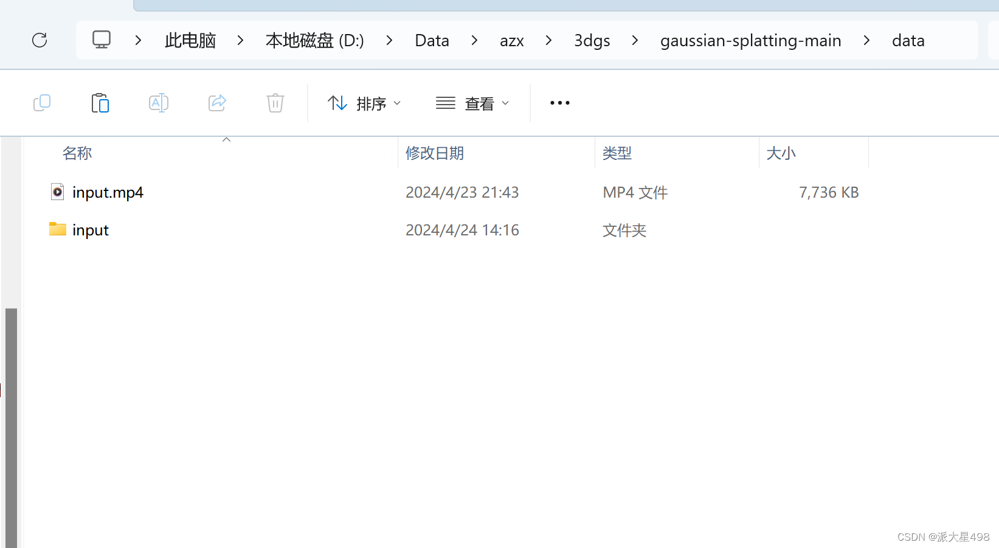 此电脑 > 本地磁盘 (D:) > Data > azx > 3dgs > gaussian-splatting-main > data
排序 查看
名称 修改日期 类型 大小
input.mp4 2024/4/23 21:43 MP4 文件 7,736 KB
input 2024/4/24 14:16 文件夹
CSDN @派大星498